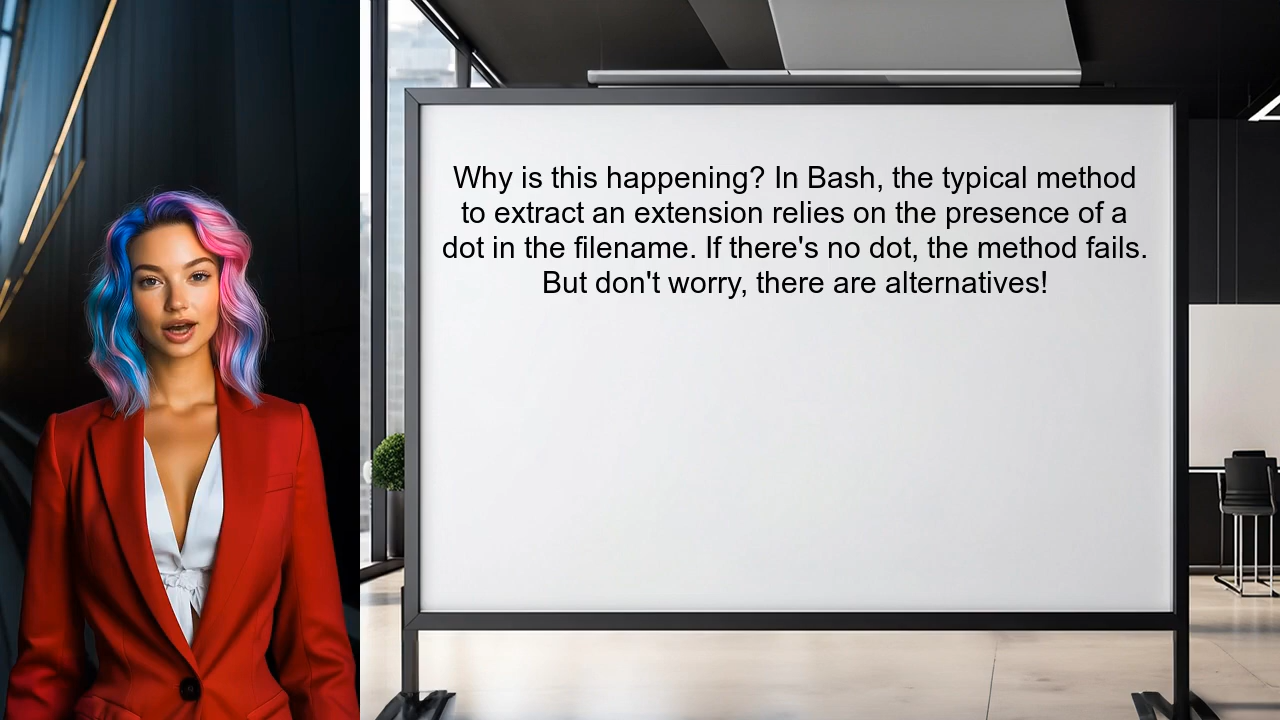 Why is this happening? In Bash, the typical method
to extract an extension relies on the presence of a
dot in the filename. If there's no dot, the method fails.
But don't worry, there are alternatives!